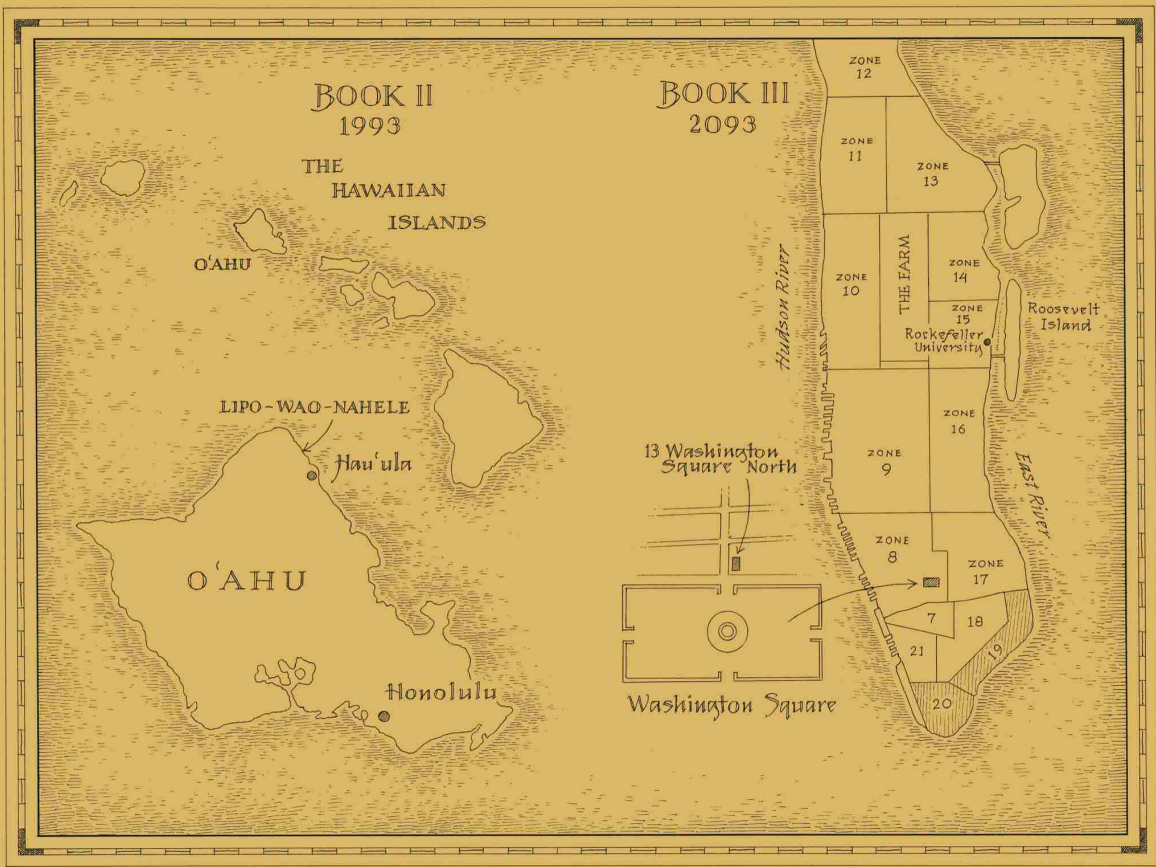 BOOK II
1993
THE
HAWAIIAN
ISLANDS
O'AHU
LIPO-WAO-NAHELE
Hau'ula
O'AHU
Honolulu
BOOK III
2093
ZONE
12
ZONE
11
ZONE
13
Hudson River
ZONE
10
THE FARM
ZONE
14
ZONE
15
Rockefeller
University
Roosevelt
Island
ZONE
16
ZONE
9
East River
13 Washington
Square North
ZONE
8
ZONE
17
7
18
19
21
20
Washington Square